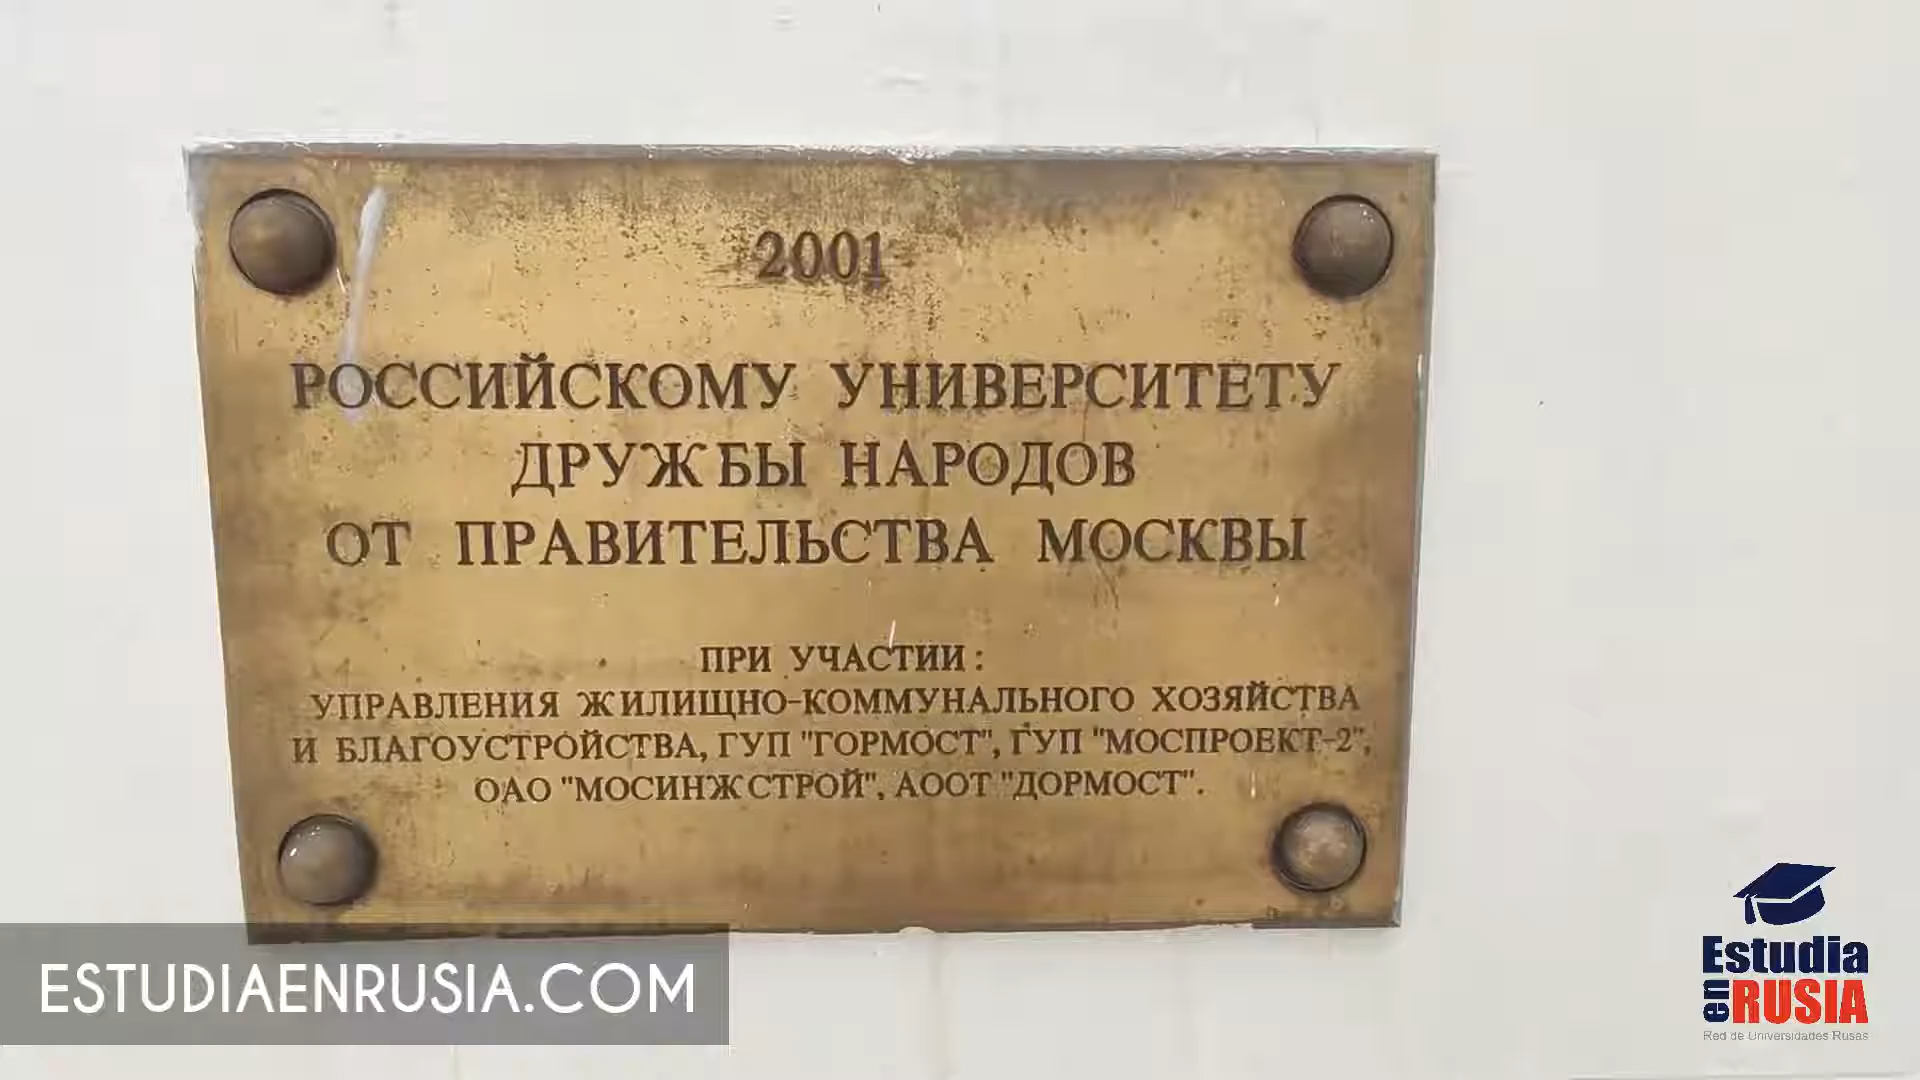 2001
РОССИЙСКОМУ УНИВЕРСИТЕТУ
ДРУЖБЫ НАРОДОВ
ОТ ПРАВИТЕЛЬСТВА МОСКВЫ
ПРИ УЧАСТИИ:
УПРАВЛЕНИЯ ЖИЛИЩНО-КОММУНАЛЬНОГО ХОЗЯЙСТВА
И БЛАГОУСТРОЙСТВА, ГУП "ГОРМОСТ", ГУП "МОСПРОЕКТ-2",
ОАО "МОСИНЖСТРОЙ", АООТ "ДОРМОСТ".
ESTUDIAENRUSIA.COM
Estudia
en RUSIA
Red de Universidades Rusas